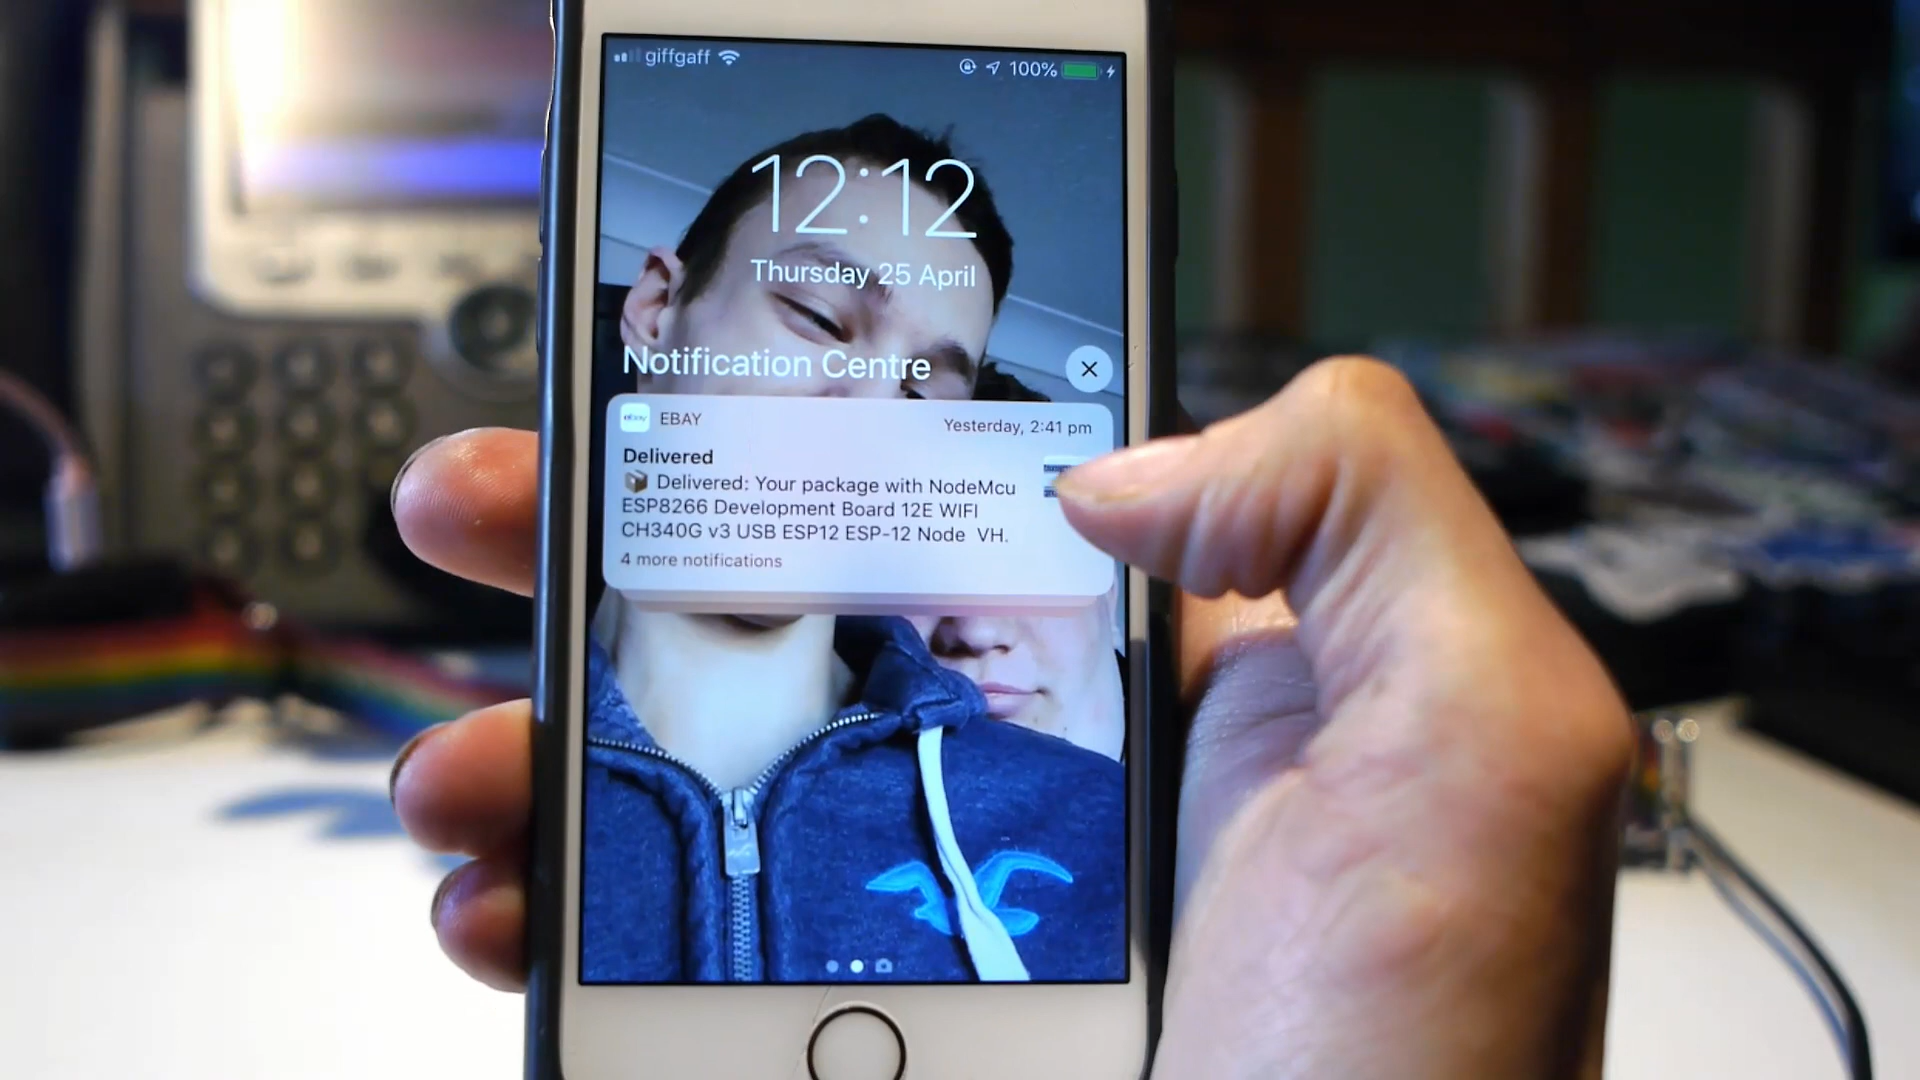 giffgaff 100%
12:12
Thursday 25 April
Notification Centre
ebay EBAY Yesterday, 2:41 pm
Delivered
📦 Delivered: Your package with NodeMcu
ESP8266 Development Board 12E WIFI
CH340G v3 USB ESP12 ESP-12 Node  VH.
4 more notifications